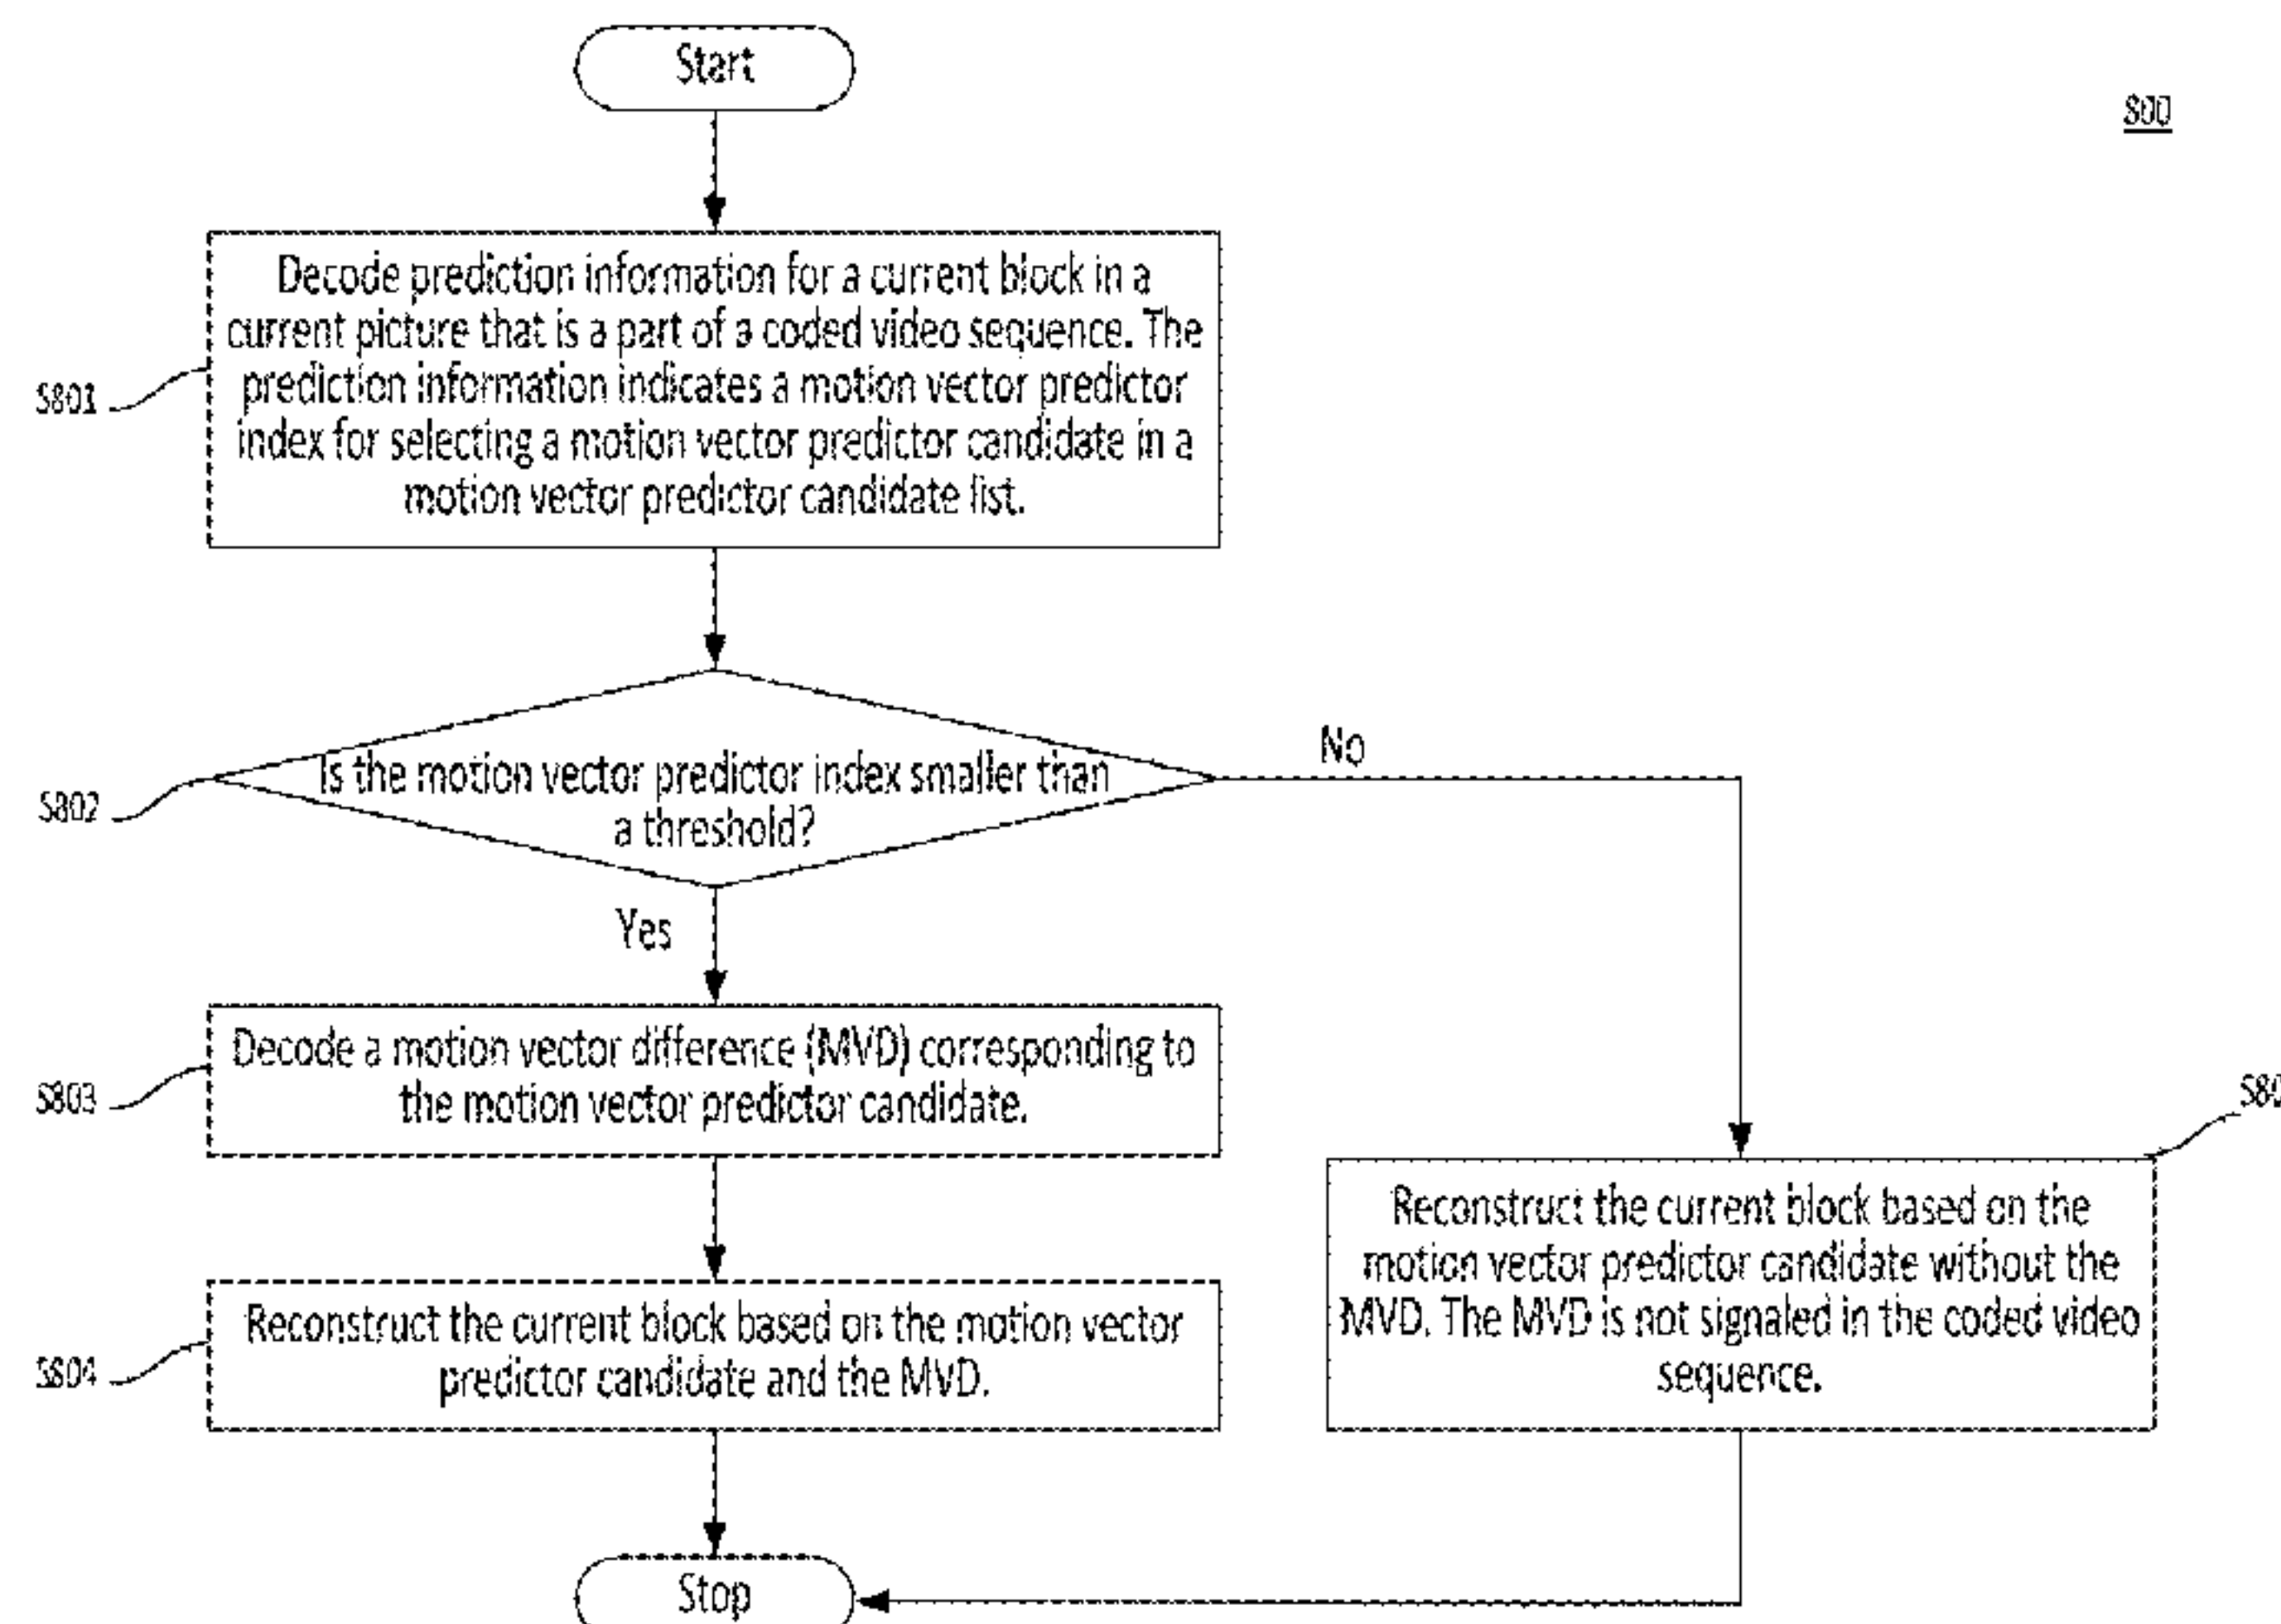 Start
800
Decode prediction information for a current block in a
current picture that is a part of a coded video sequence. The
prediction information indicates a motion vector predictor
index for selecting a motion vector predictor candidate in a
motion vector predictor candidate list.
S801
Is the motion vector predictor index smaller than
a threshold?
S802
No
Yes
Decode a motion vector difference (MVD) corresponding to
the motion vector predictor candidate.
S803
S80
Reconstruct the current block based on the
motion vector predictor candidate without the
MVD. The MVD is not signaled in the coded video
sequence.
Reconstruct the current block based on the motion vector
predictor candidate and the MVD.
S804
Stop